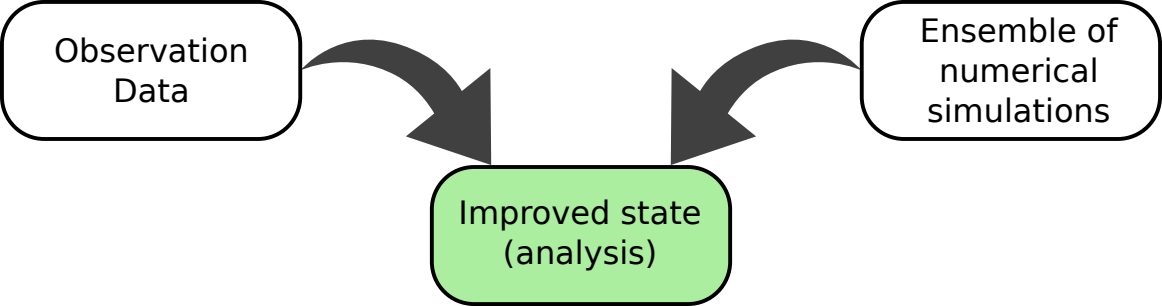 Observation
Data
Ensemble of
numerical
simulations
Improved state
(analysis)